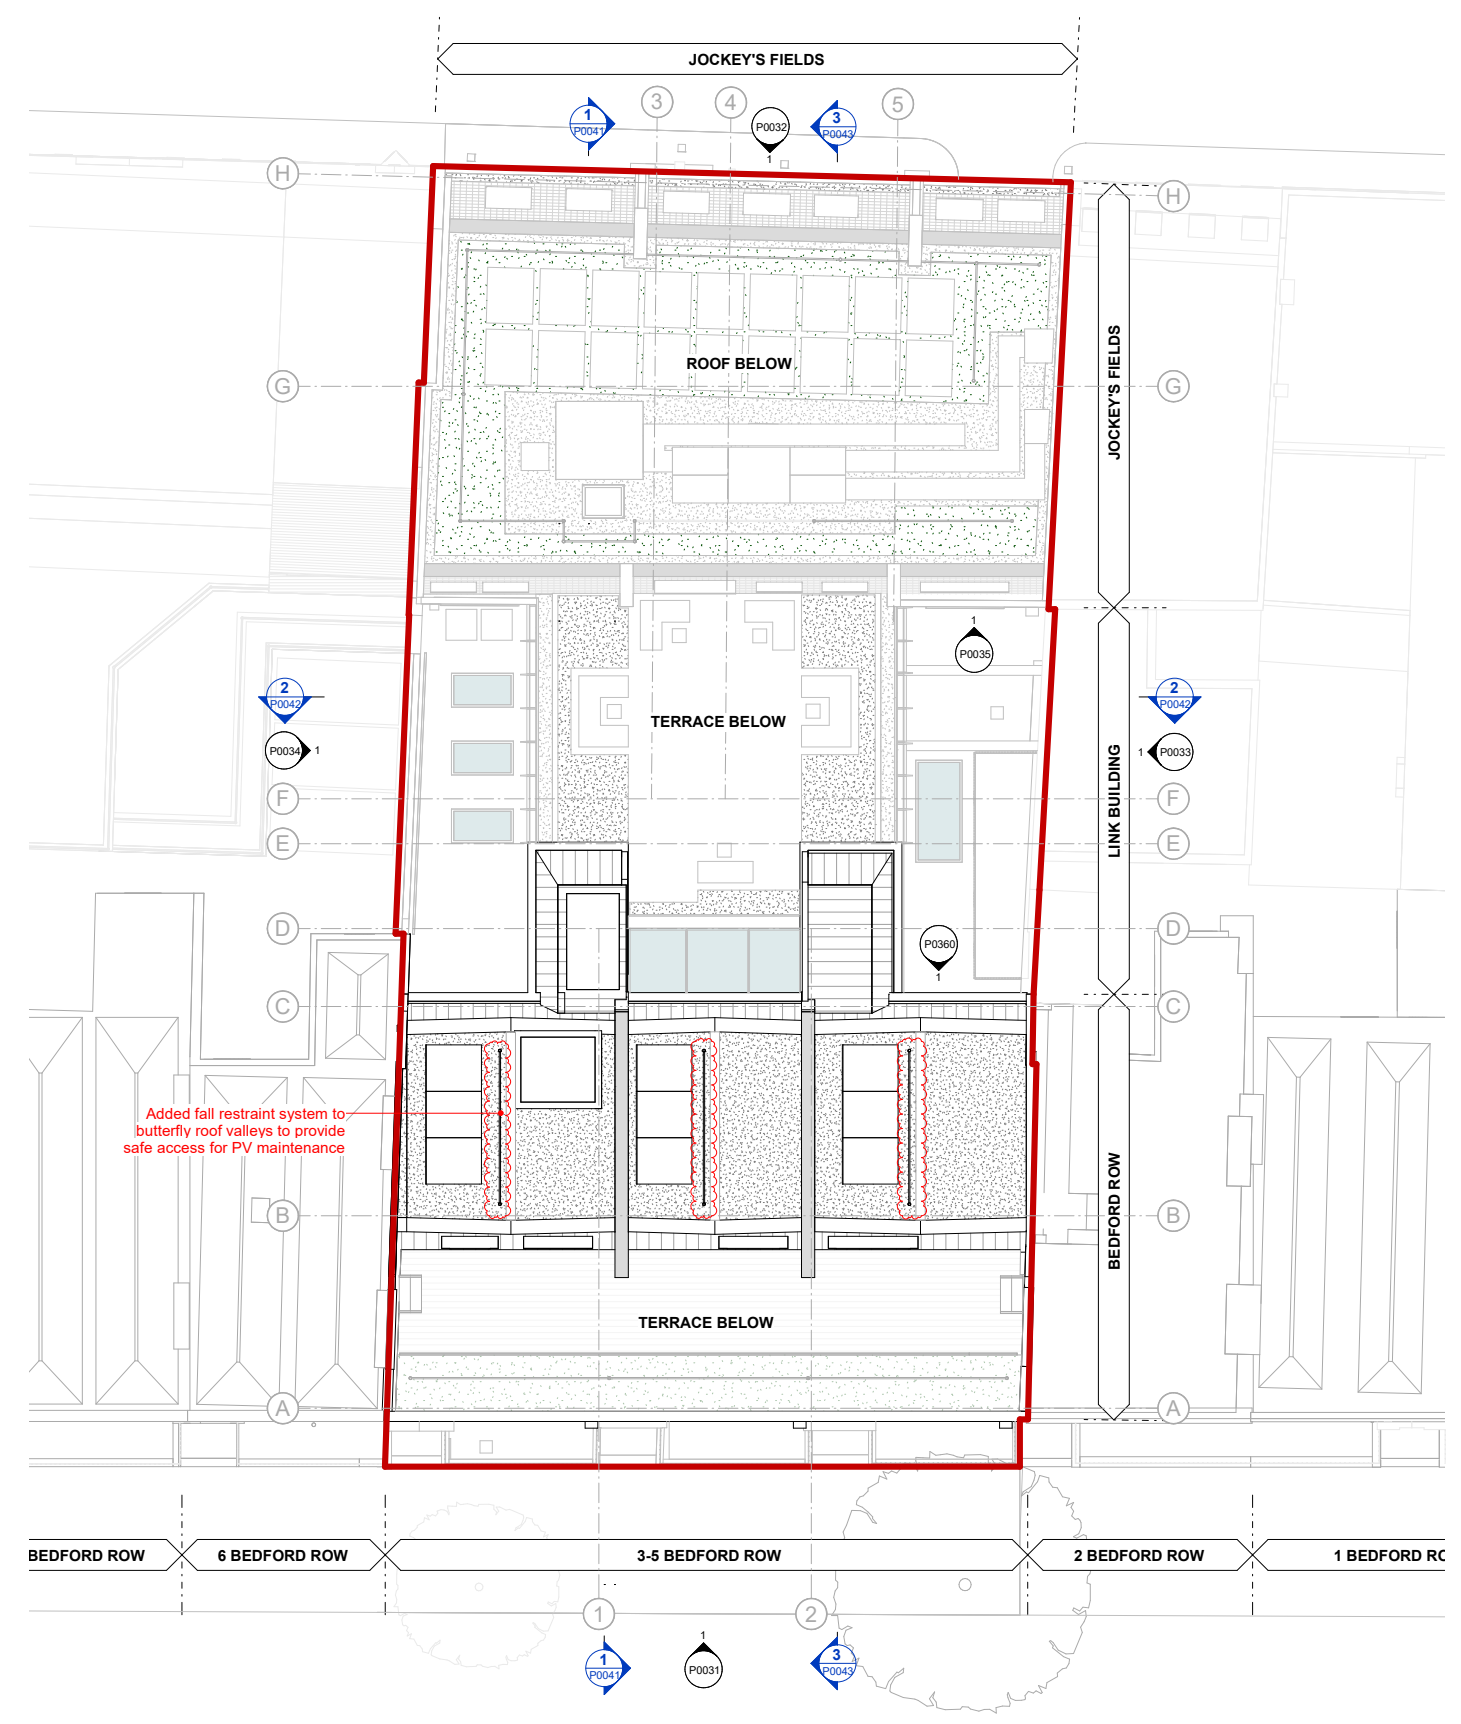 JOCKEY'S FIELDS
1
P0041
3
4
P0032
1
3
P0043
5
H
H
ROOF BELOW
G
G
JOCKEY'S FIELDS
1
P0035
2
P0042
P0034
1
TERRACE BELOW
2
P0042
1
P0033
LINK BUILDING
F
F
E
E
D
D
P0360
1
C
C
Added fall restraint system to
butterfly roof valleys to provide
safe access for PV maintenance
BEDFORD ROW
B
B
TERRACE BELOW
A
A
BEDFORD ROW
6 BEDFORD ROW
3-5 BEDFORD ROW
2 BEDFORD ROW
1 BEDFORD RO
1
2
1
P0041
1
P0031
3
P0043